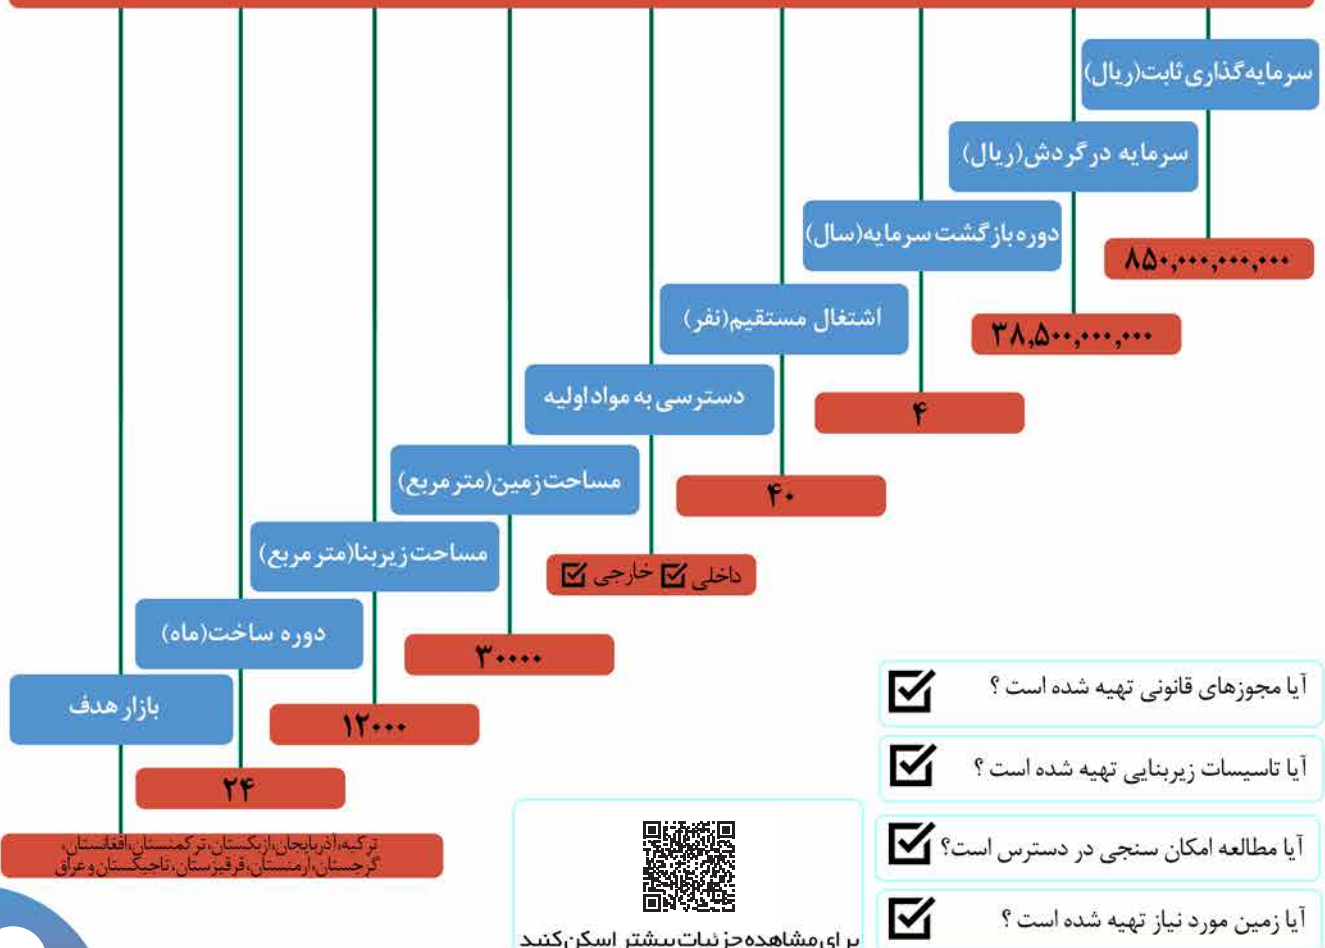 سرمایه‌گذاری ثابت(ریال)
۸۵۰,۰۰۰,۰۰۰,۰۰۰
سرمایه در گردش(ریال)
۳۸,۵۰۰,۰۰۰,۰۰۰
دوره بازگشت سرمایه(سال)
۴
اشتغال مستقیم(نفر)
۴۰
دسترسی به مواد اولیه
داخلی ☑ خارجی ☑
مساحت زمین(متر مربع)
۳۰۰۰۰
مساحت زیربنا(متر مربع)
۱۲۰۰۰
دوره ساخت(ماه)
۲۴
بازار هدف
ترکیه،آذربایجان،ازبکستان،ترکمنستان،افغانستان،
گرجستان،ارمنستان،قرقیزستان،تاجیکستان و عراق
آیا مجوزهای قانونی تهیه شده است ؟
آیا تاسیسات زیربنایی تهیه شده است ؟
آیا مطالعه امکان سنجی در دسترس است؟
آیا زمین مورد نیاز تهیه شده است ؟
برای مشاهده جزئیات بیشتر اسکن کنید